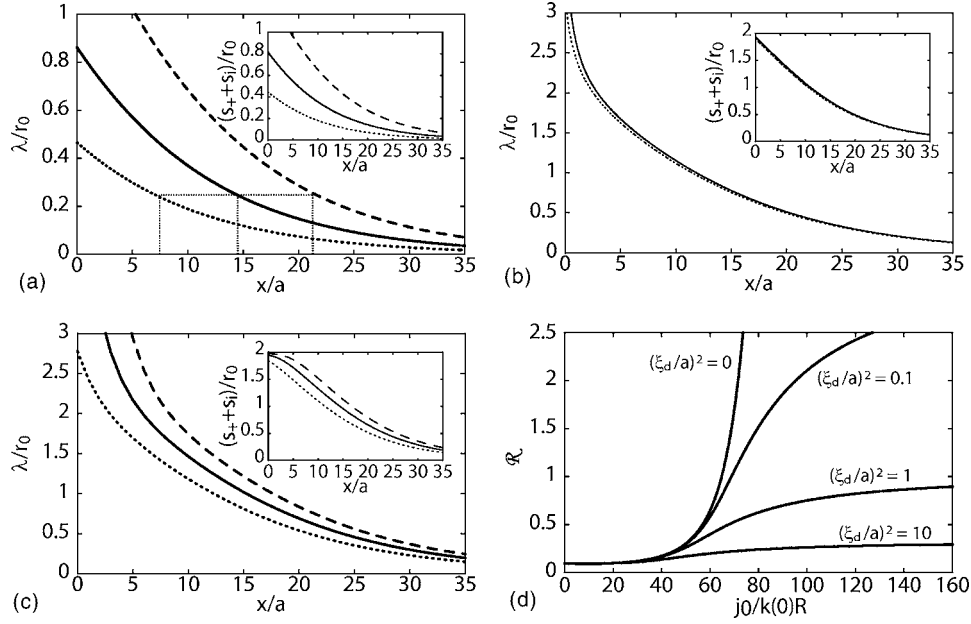 1
0.8
0.6
0.4
0.2
0
λ/r₀
0 5 10 15 20 25 30 35
x/a
(a)
1
0.8
0.6
0.4
0.2
0
(s₊+sᵢ)/r₀
0 5 10 15 20 25 30 35
x/a
3
2.5
2
1.5
1
0.5
0
λ/r₀
0 5 10 15 20 25 30 35
x/a
(b)
2
1.5
1
0.5
0
(s₊+sᵢ)/r₀
0 5 10 15 20 25 30 35
x/a
3
2.5
2
1.5
1
0.5
0
λ/r₀
0 5 10 15 20 25 30 35
x/a
(c)
2
1.5
1
0.5
0
(s₊+sᵢ)/r₀
0 5 10 15 20 25 30 35
x/a
2.5
2
1.5
1
0.5
0
ℛ
(ξd/a)² = 0
(ξd/a)² = 0.1
(ξd/a)² = 1
(ξd/a)² = 10
0 20 40 60 80 100 120 140 160
j₀/k(0)R
(d)